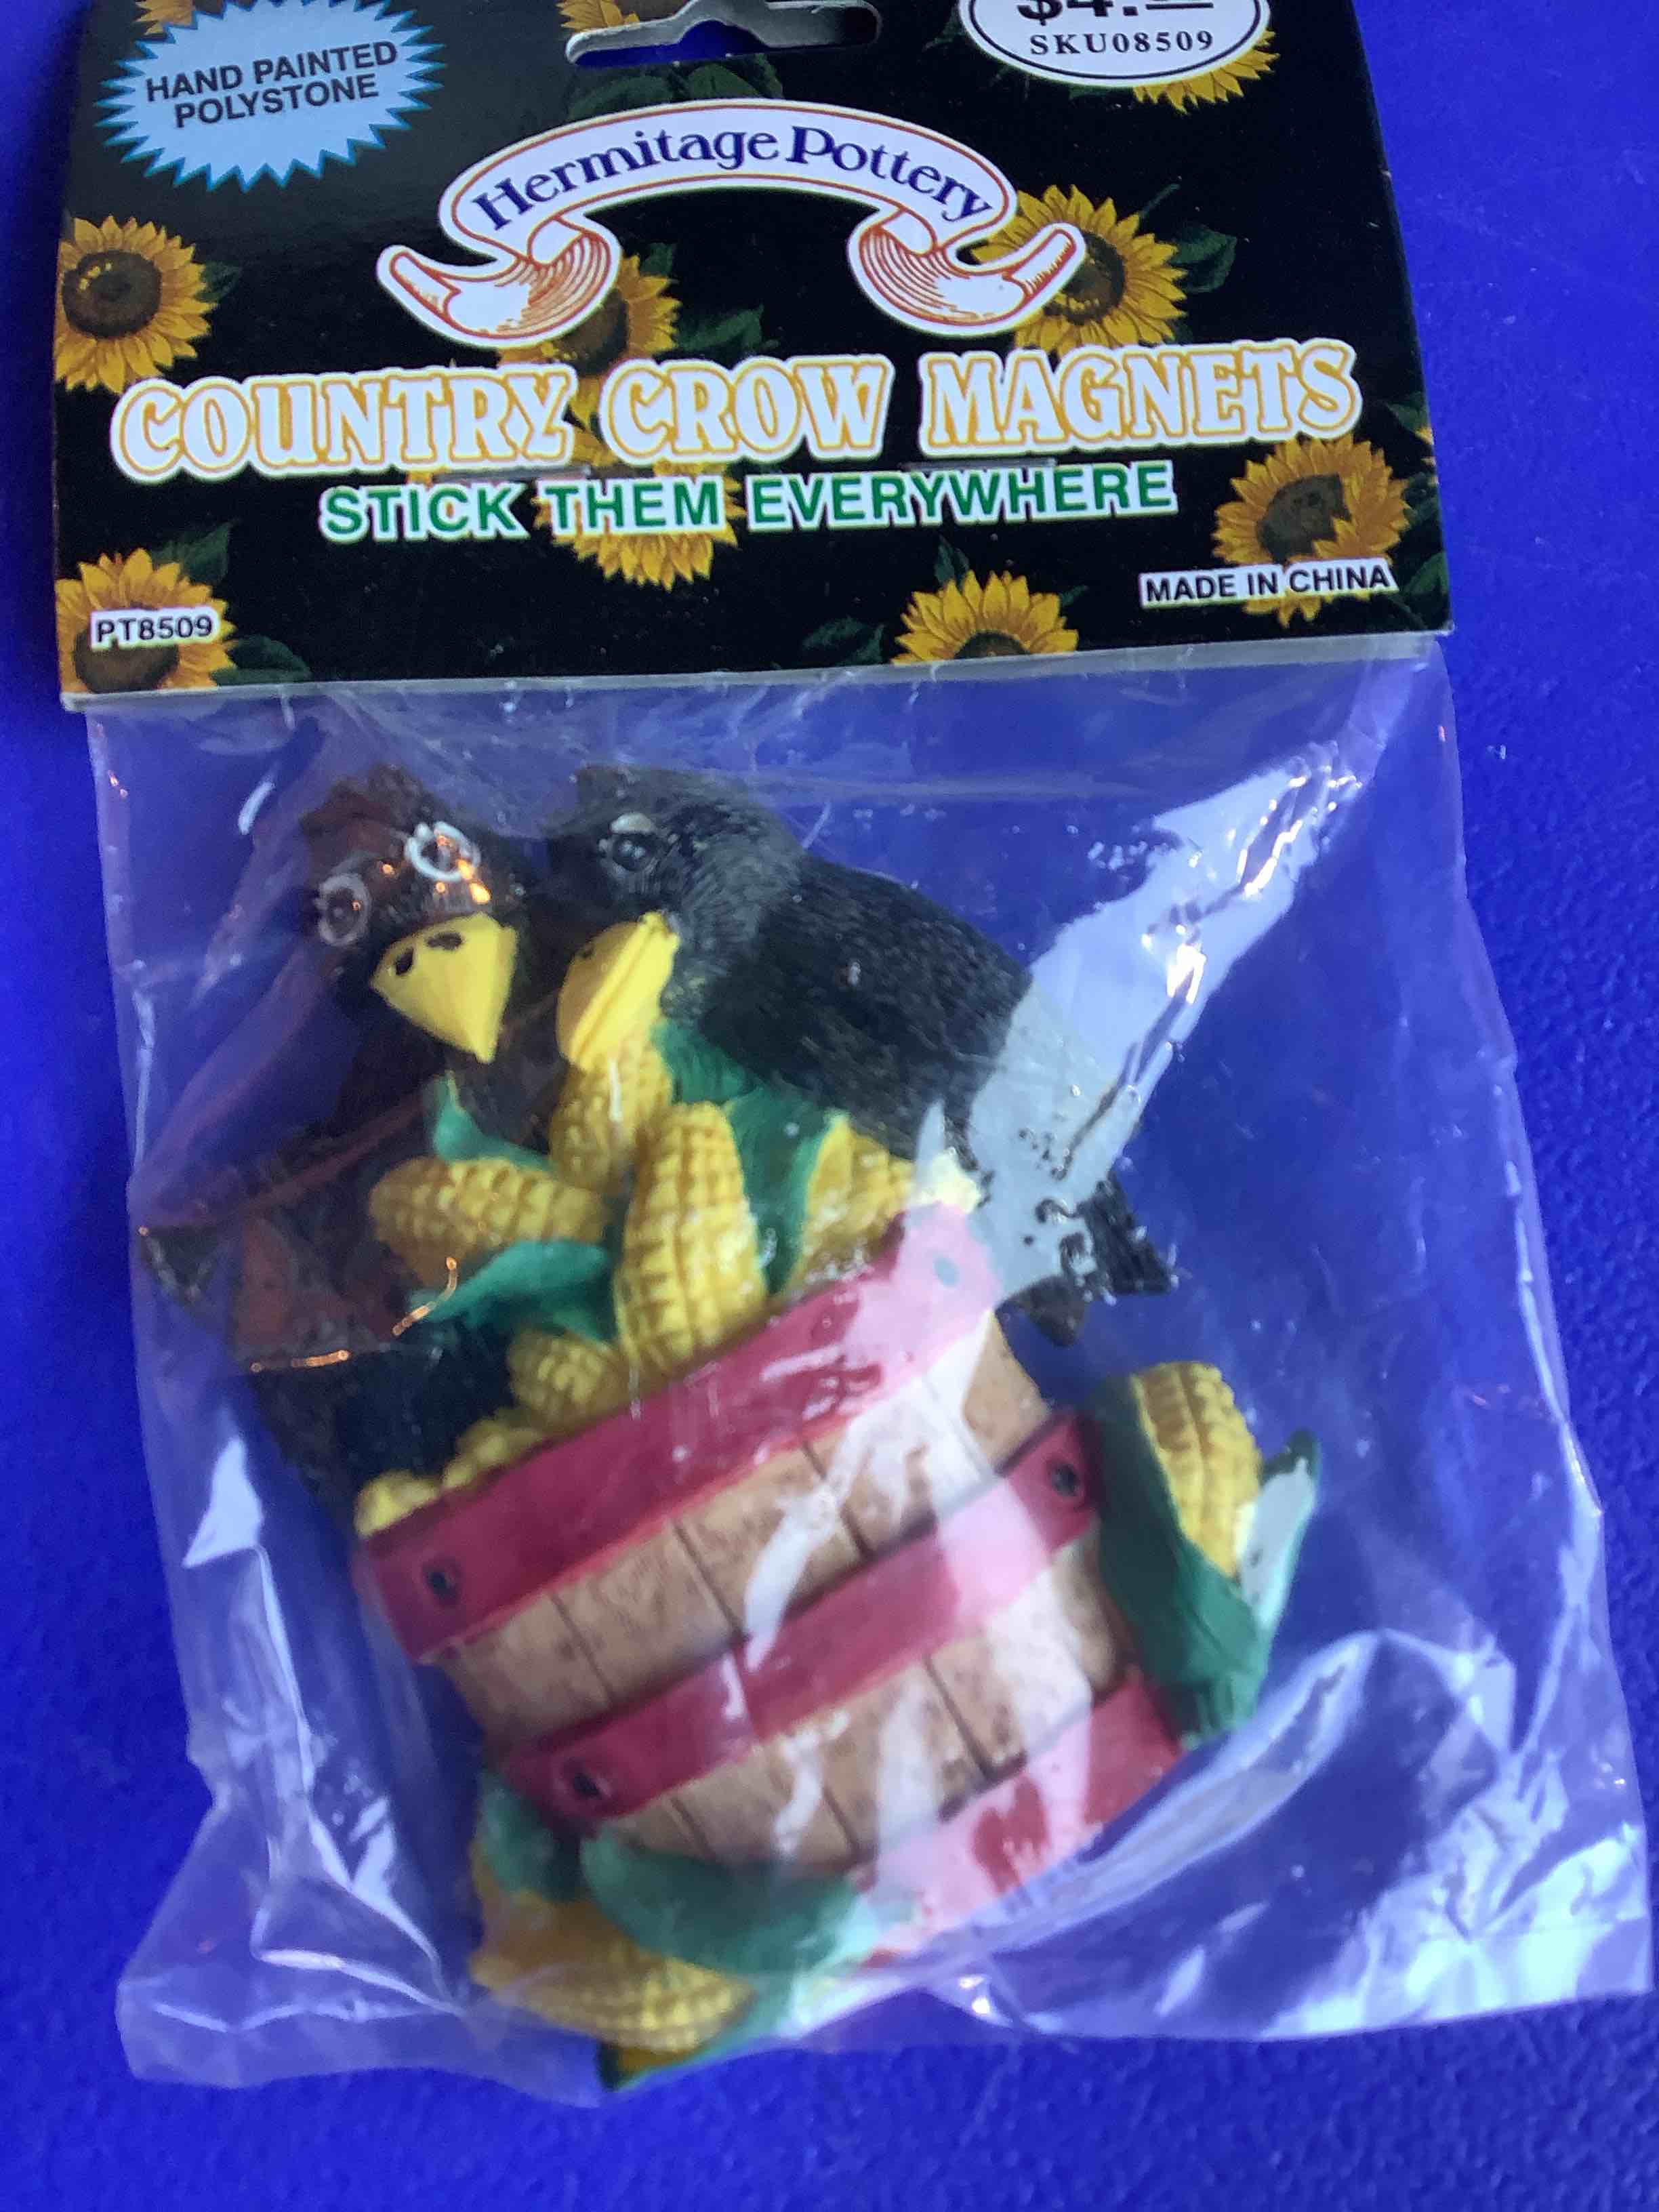 HAND PAINTED
POLYSTONE
SKU08509
Hermitage Pottery
COUNTRY CROW MAGNETS
STICK THEM EVERYWHERE
MADE IN CHINA
PT8509